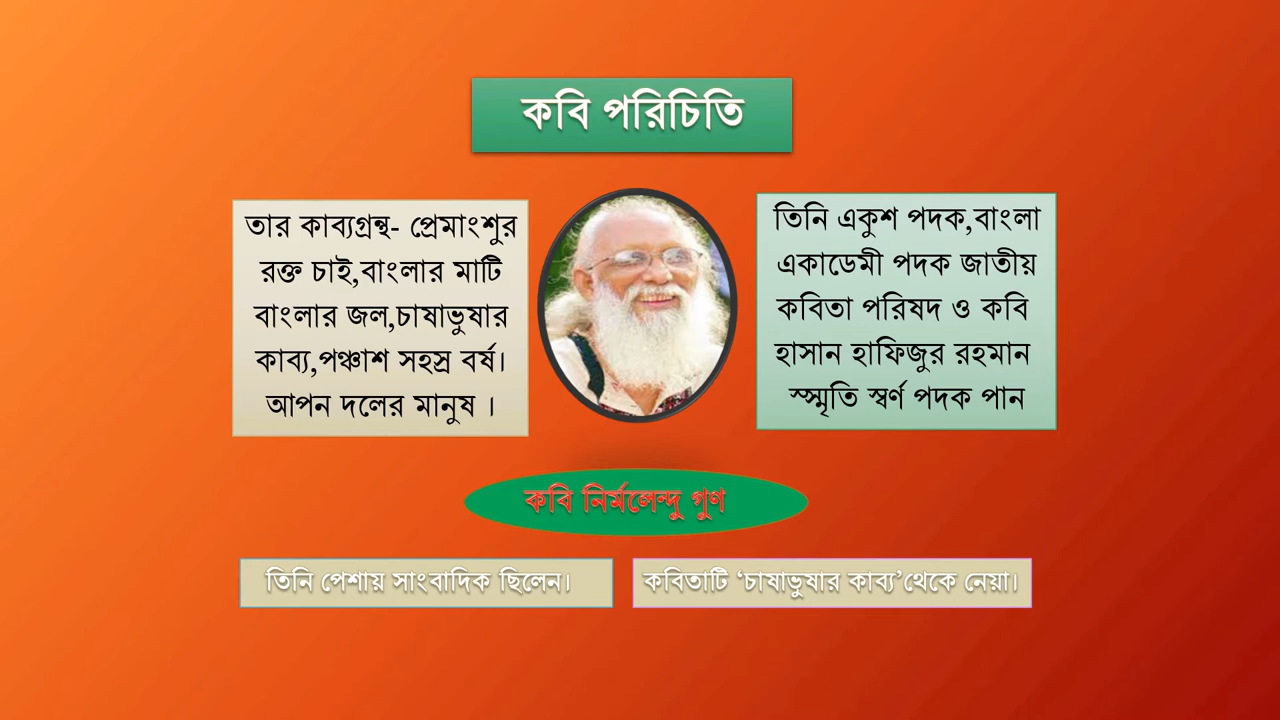 কবি পরিচিতি
তার কাব্যগ্রন্থ- প্রেমাংশুর
রক্ত চাই,বাংলার মাটি
বাংলার জল,চাষাভুষার
কাব্য,পঞ্চাশ সহস্র বর্ষ।
আপন দলের মানুষ ।
তিনি একুশ পদক,বাংলা
একাডেমী পদক জাতীয়
কবিতা পরিষদ ও কবি
হাসান হাফিজুর রহমান
স্স্মৃতি স্বর্ণ পদক পান
কবি নির্মলেন্দু গুণ
তিনি পেশায় সাংবাদিক ছিলেন।
কবিতাটি ‘চাষাভুষার কাব্য’থেকে নেয়া।